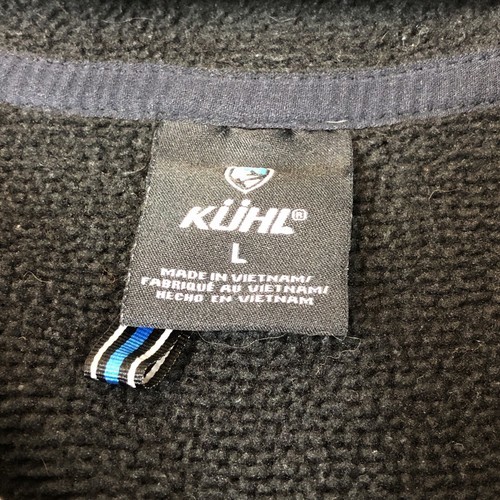 KÜHL®
L
MADE IN VIETNAM/
FABRIQUÉ AU VIETNAM/
HECHO EN VIETNAM